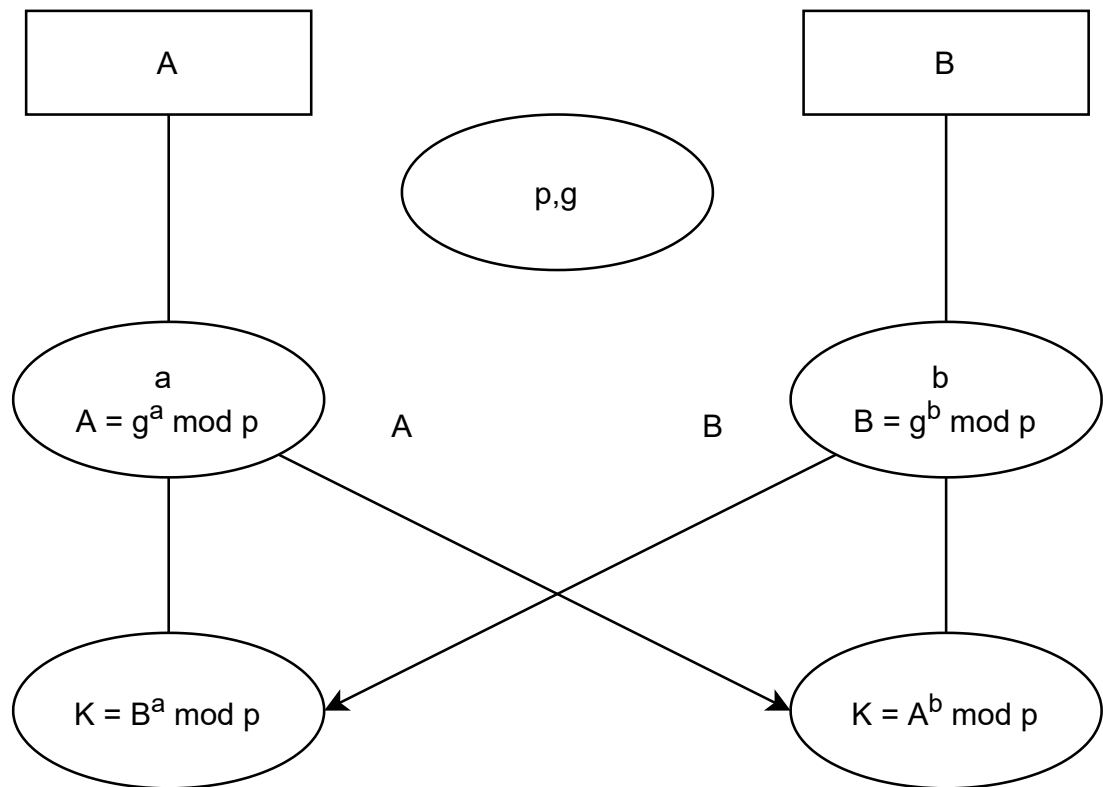 A
B
p,g
a
A = g^a mod p
b
B = g^b mod p
A
B
K = B^a mod p
K = A^b mod p